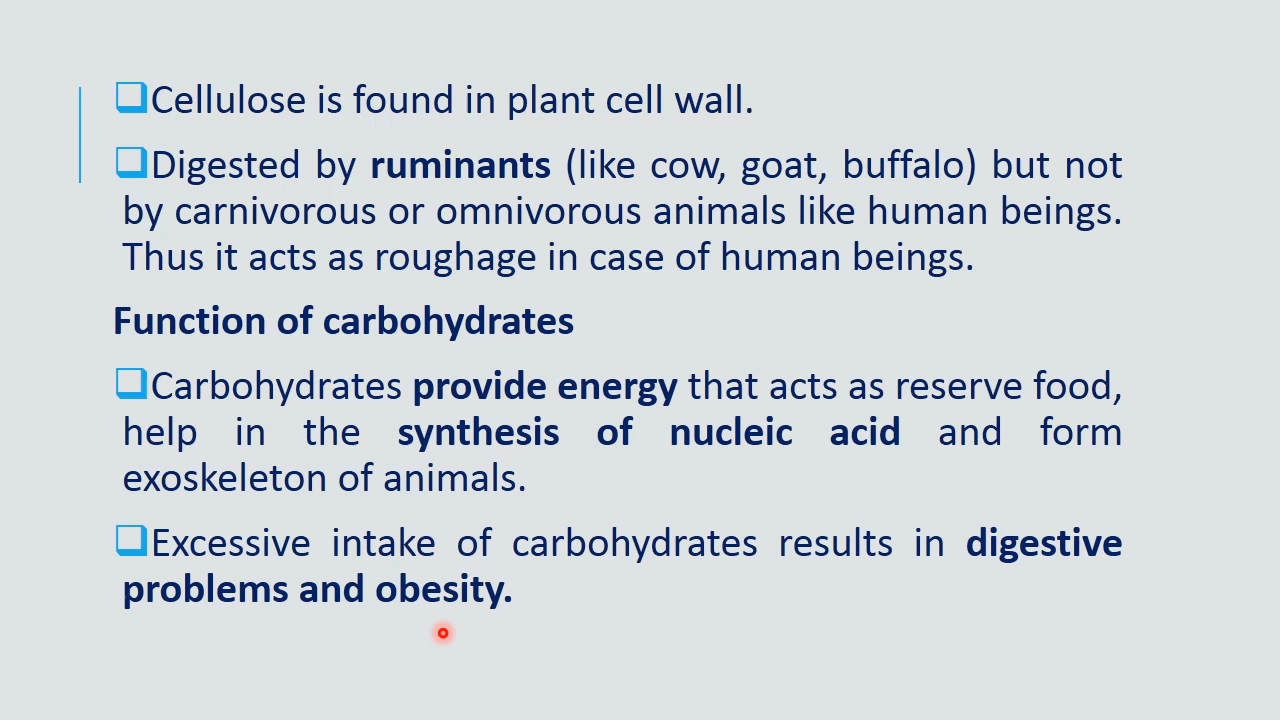 Cellulose is found in plant cell wall.
Digested by ruminants (like cow, goat, buffalo) but not
by carnivorous or omnivorous animals like human beings.
Thus it acts as roughage in case of human beings.
Function of carbohydrates
Carbohydrates provide energy that acts as reserve food,
help in the synthesis of nucleic acid and form
exoskeleton of animals.
Excessive intake of carbohydrates results in digestive
problems and obesity.